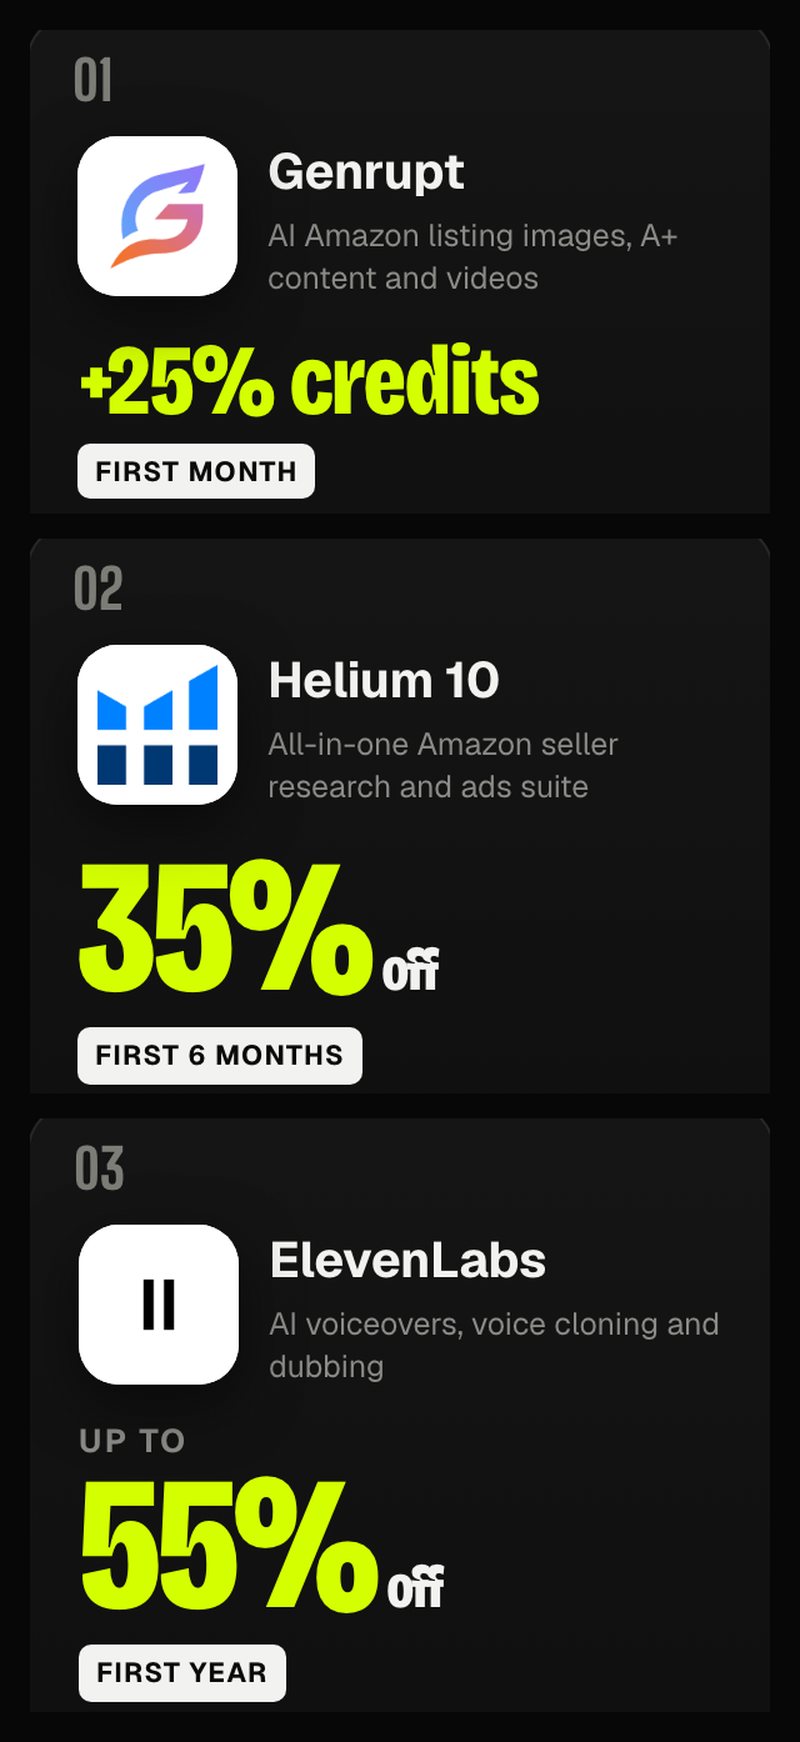 01
Genrupt
AI Amazon listing images, A+
content and videos
+25% credits
FIRST MONTH
02
Helium 10
All-in-one Amazon seller
research and ads suite
35% off
FIRST 6 MONTHS
03
ElevenLabs
AI voiceovers, voice cloning and
dubbing
UP TO
55% off
FIRST YEAR